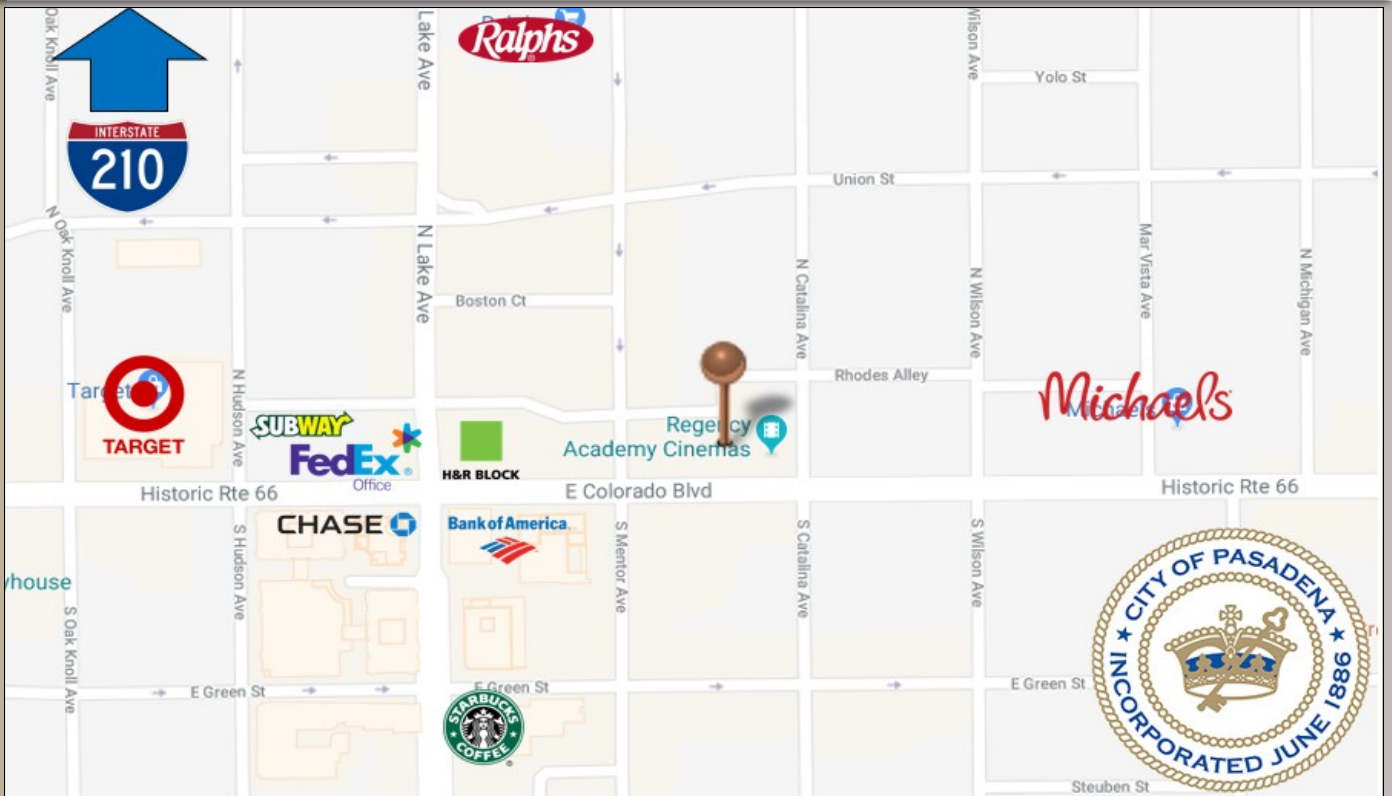 Oak Knoll Ave
Lake Ave
Ralphs
Wilson Ave
Yolo St
INTERSTATE
210
Union St
N Oak Knoll Ave
N Lake Ave
Boston Ct
N Catalina Ave
N Wilson Ave
Mar Vista Ave
N Michigan Ave
Rhodes Alley
Target
TARGET
N Hudson Ave
SUBWAY
FedEx
Office
H&R BLOCK
Regency
Academy Cinemas
Michaels
Michaels
Historic Rte 66
E Colorado Blvd
Historic Rte 66
CHASE
Bank of America
S Hudson Ave
S Mentor Ave
S Catalina Ave
S Wilson Ave
yhouse
S Oak Knoll Ave
CITY OF PASADENA
INCORPORATED JUNE 1886
E Green St
E Green St
E Green St
STARBUCKS
COFFEE
Steuben St